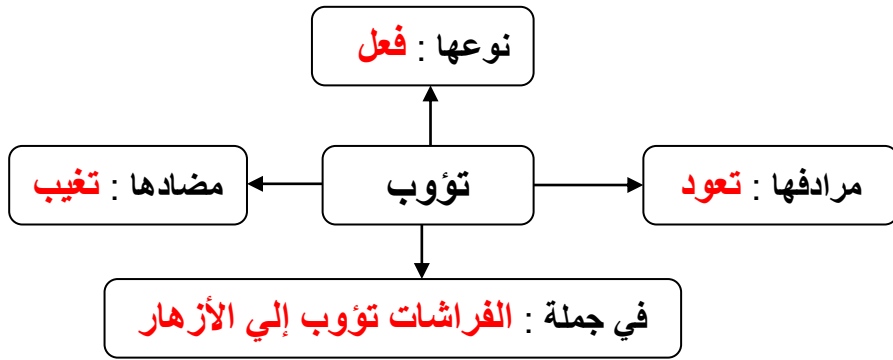 نوعها : فعل
مرادفها : تعود
تؤوب
مضادها : تغيب
في جملة : الفراشات تؤوب إلي الأزهار